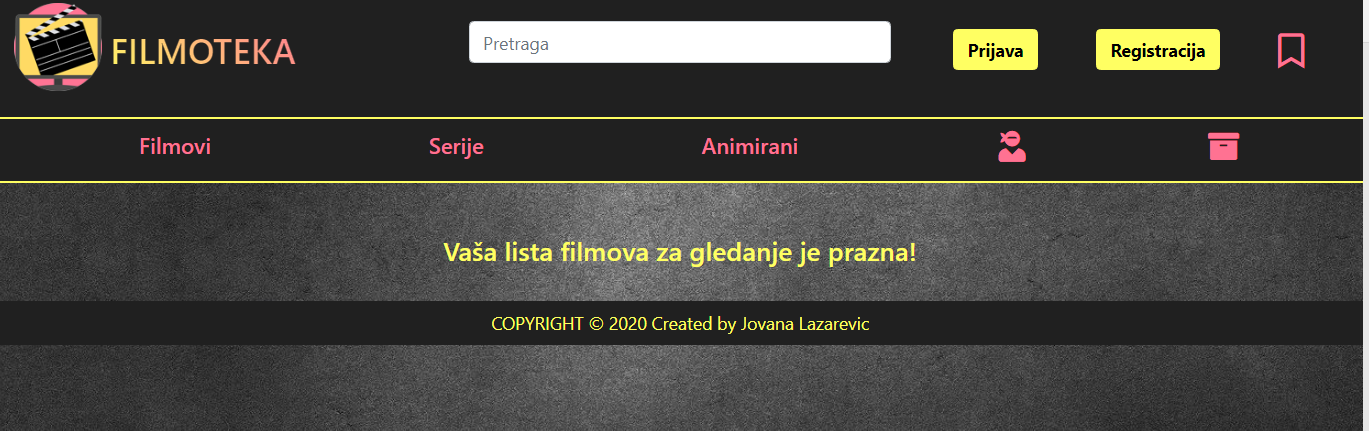 FILMOTEKA
Pretraga
Prijava
Registracija
Filmovi
Serije
Animirani
Vaša lista filmova za gledanje je prazna!
COPYRIGHT © 2020 Created by Jovana Lazarevic